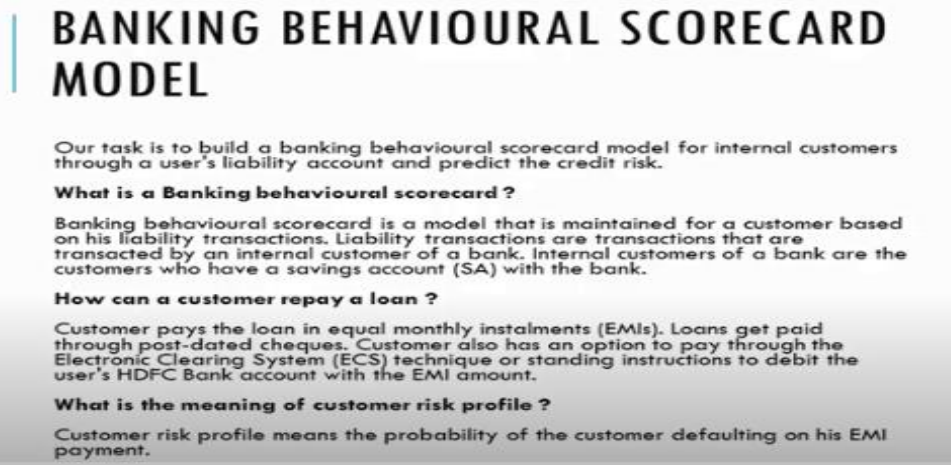 BANKING BEHAVIOURAL SCORECARD
MODEL
Our task is to build a banking behavioural scorecard model for internal customers
through a user's liability account and predict the credit risk.
What is a Banking behavioural scorecard ?
Banking behavioural scorecard is a model that is maintained for a customer based
on his liability transactions. Liability transactions are transactions that are
transacted by an internal customer of a bank. Internal customers of a bank are the
customers who have a savings account (SA) with the bank.
How can a customer repay a loan ?
Customer pays the loan in equal monthly instalments (EMIs). Loans get paid
through post-dated cheques. Customer also has an option to pay through the
Electronic Clearing System (ECS) technique or standing instructions to debit the
user's HDFC Bank account with the EMI amount.
What is the meaning of customer risk profile ?
Customer risk profile means the probability of the customer defaulting on his EMI
payment.